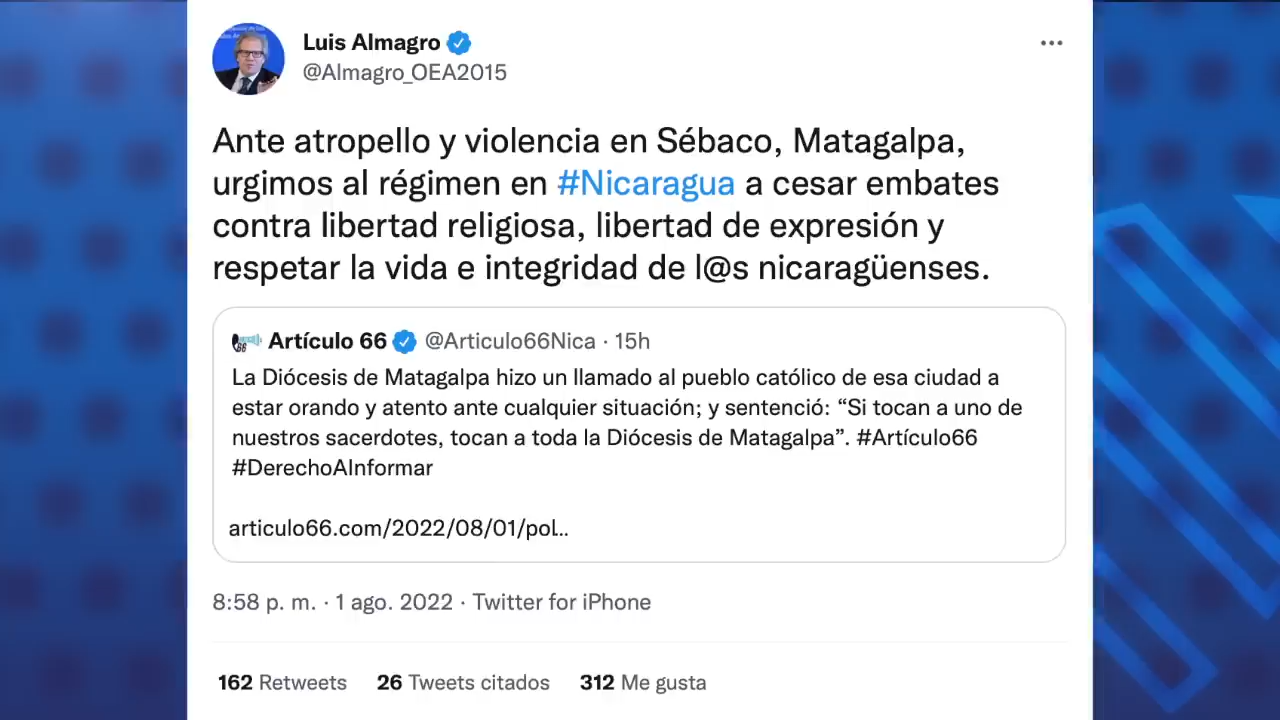 Luis Almagro
@Almagro_OEA2015
Ante atropello y violencia en Sébaco, Matagalpa,
urgimos al régimen en #Nicaragua a cesar embates
contra libertad religiosa, libertad de expresión y
respetar la vida e integridad de l@s nicaragüenses.
Artículo 66 @Articulo66Nica · 15h
La Diócesis de Matagalpa hizo un llamado al pueblo católico de esa ciudad a
estar orando y atento ante cualquier situación; y sentenció: “Si tocan a uno de
nuestros sacerdotes, tocan a toda la Diócesis de Matagalpa”. #Artículo66
#DerechoAInformar
articulo66.com/2022/08/01/pol…
8:58 p. m. · 1 ago. 2022 · Twitter for iPhone
162 Retweets 26 Tweets citados 312 Me gusta